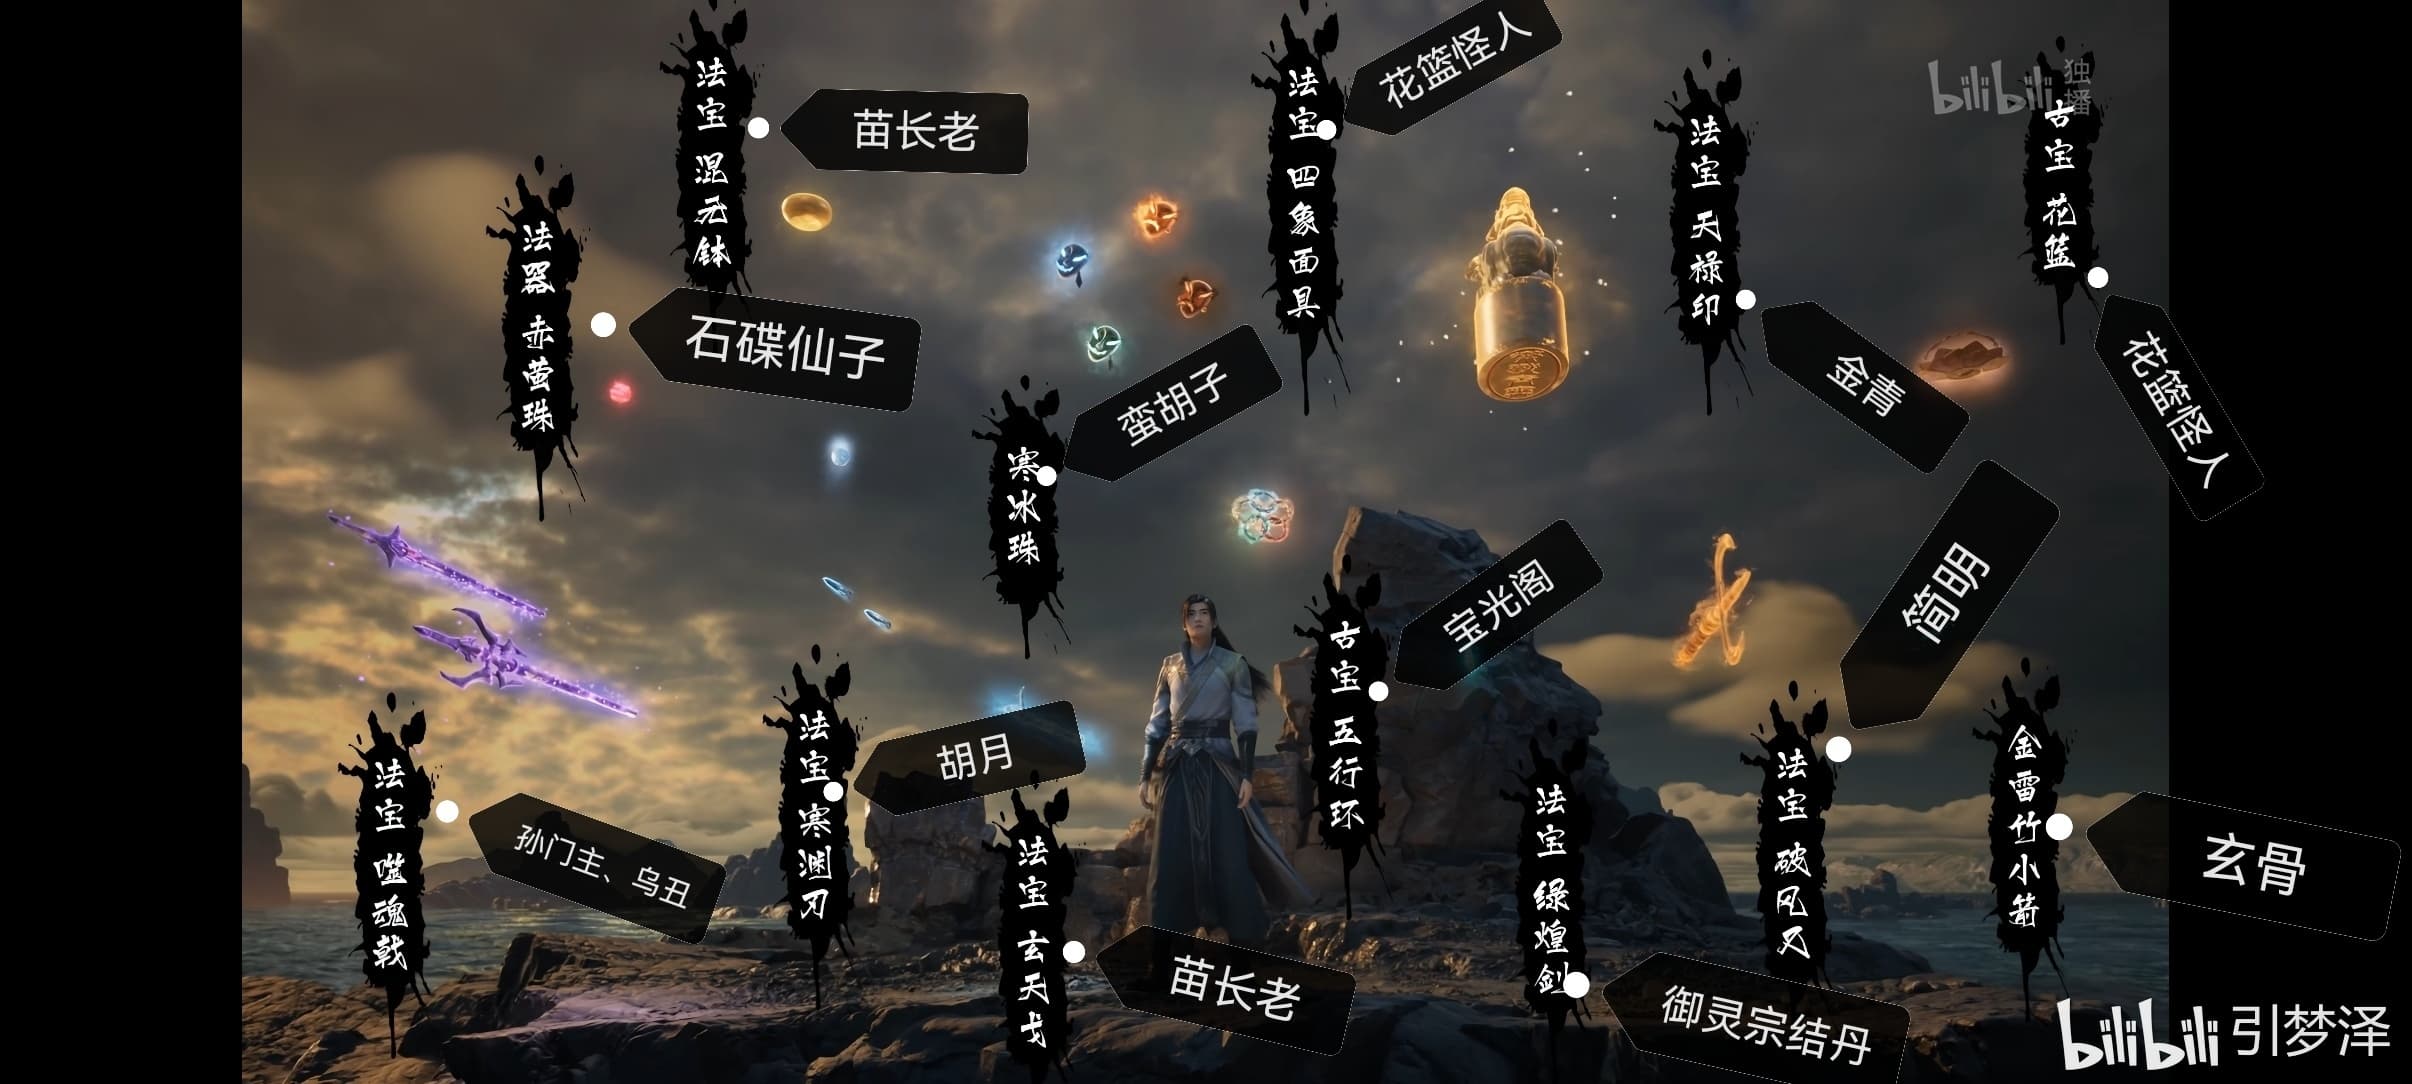 法宝 混元钵
苗长老
法宝 四象面具
花篮怪人
法宝 天禄印
金青
bilibili 独播
古宝 花篮
花篮怪人
法器 赤萤珠
石碟仙子
寒冰珠
蛮胡子
法宝 噬魂戟
孙门主、乌丑
法宝 寒渊刃
胡月
法宝 玄天戈
苗长老
古宝 五行环
宝光阁
法宝 绿煌剑
御灵宗结丹
法宝 破风刀
简明
金雷竹小箭
玄骨
bilibili 引梦泽